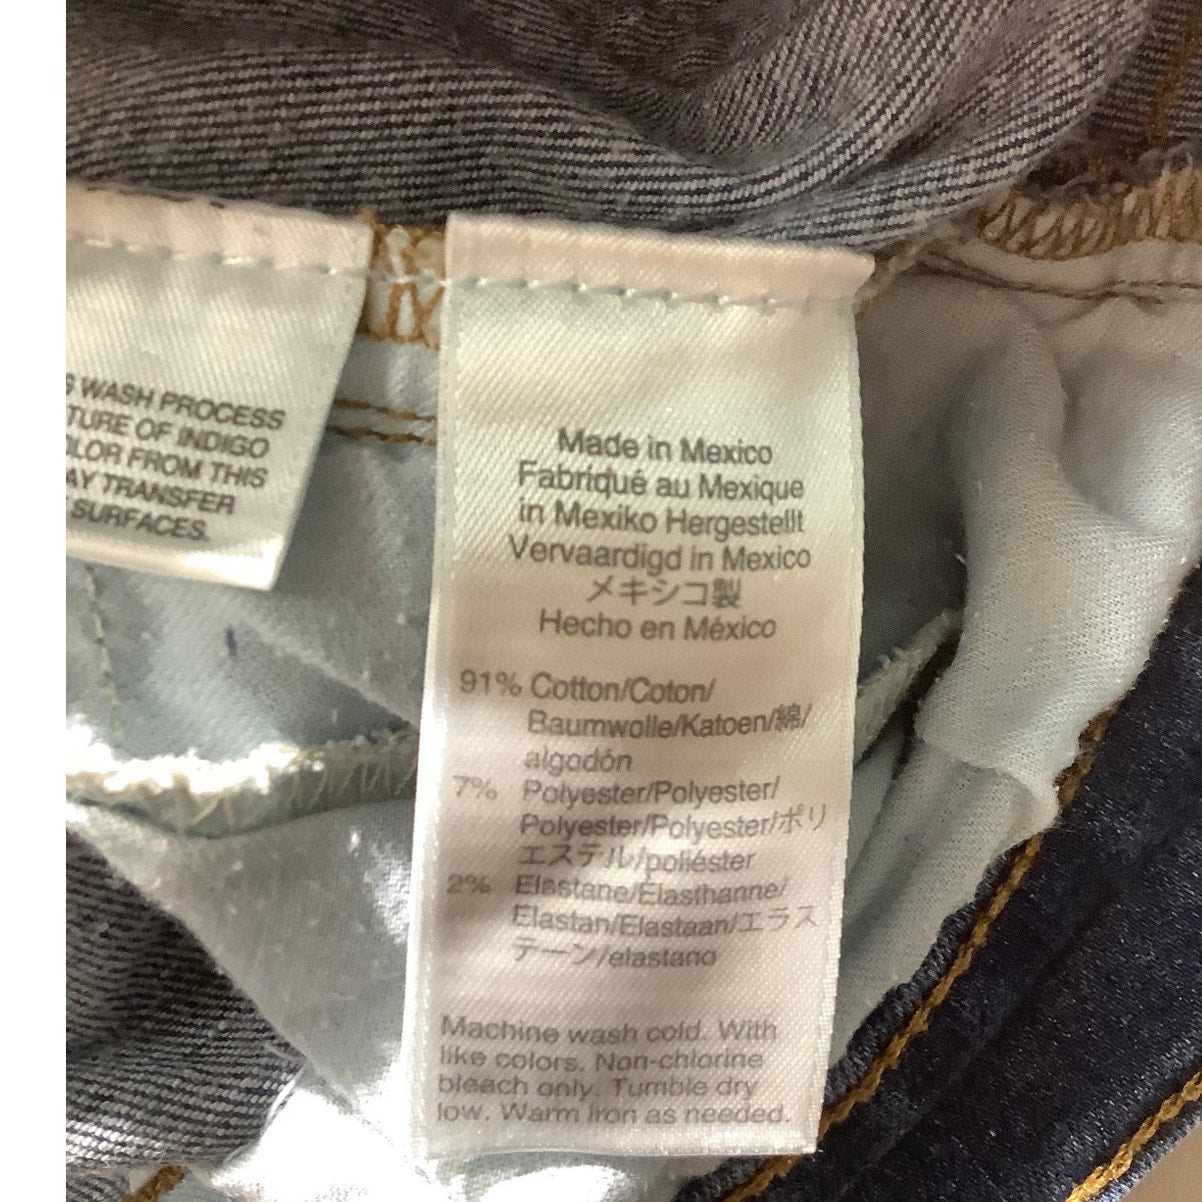 WASH PROCESS
TURE OF INDIGO
LOR FROM THIS
AY TRANSFER
SURFACES.
Made in Mexico
Fabriqué au Mexique
in Mexiko Hergestellt
Vervaardigd in Mexico
メキシコ製
Hecho en México
91% Cotton/Coton/
Baumwolle/Katoen/綿/
algodón
7% Polyester/Polyester/
Polyester/Polyester/ポリ
エステル/poliéster
2% Elastane/Elasthanne/
Elastan/Elastaan/エラス
テーン/elastano
Machine wash cold. With
like colors. Non-chlorine
bleach only. Tumble dry
low. Warm iron as needed.